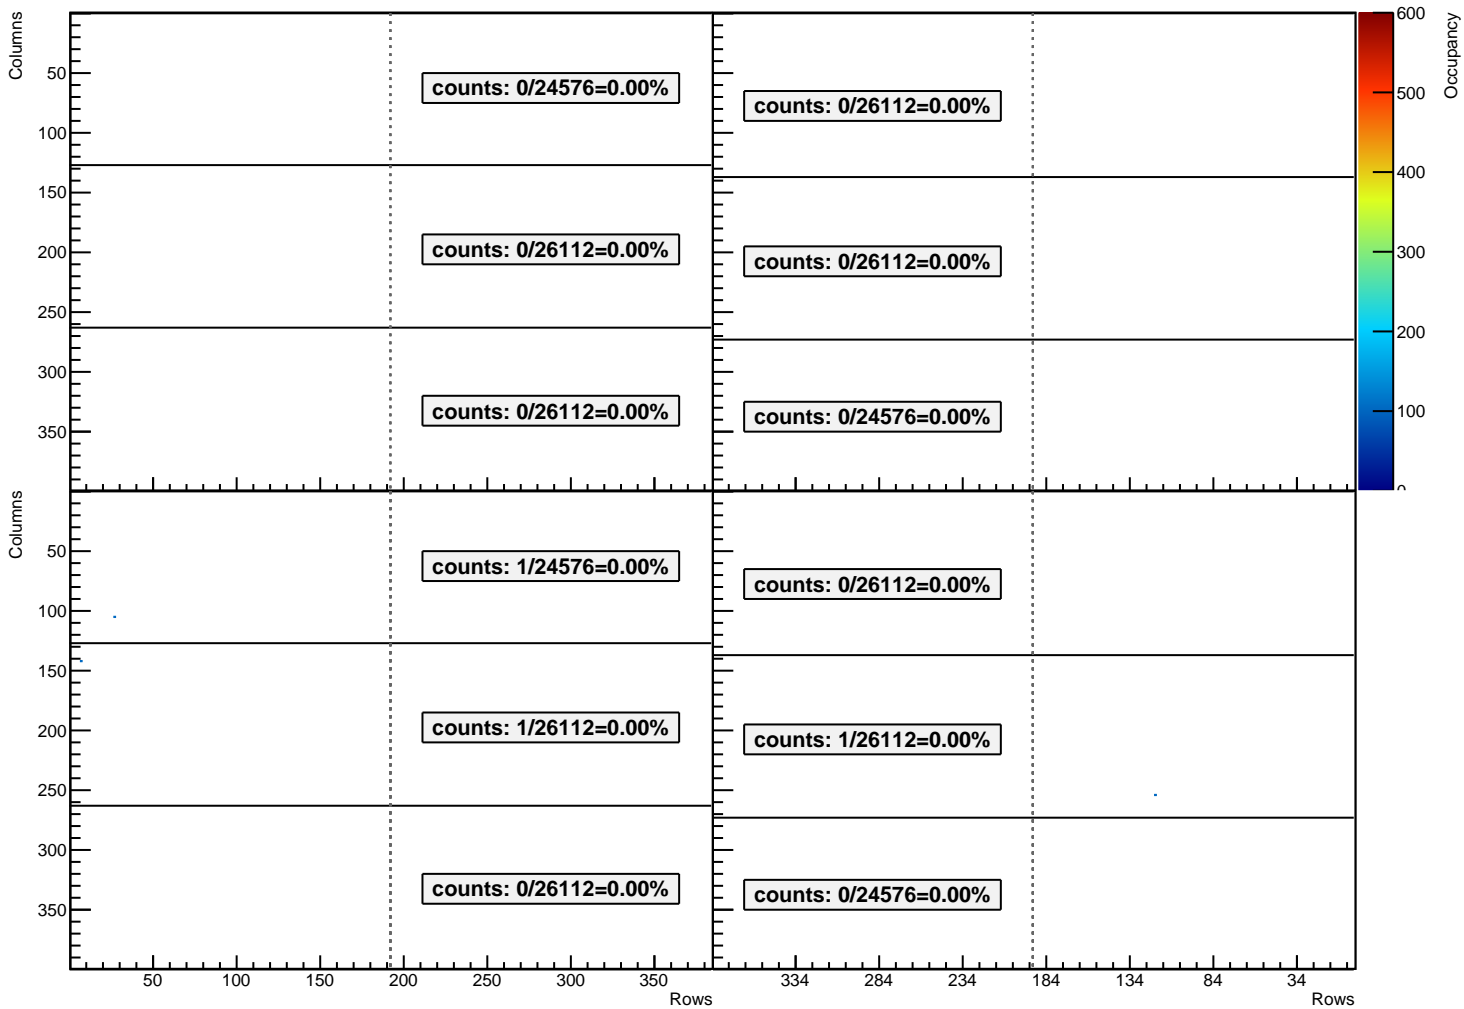 Columns
50
100
150
200
250
300
350
counts: 0/24576=0.00%
counts: 0/26112=0.00%
counts: 0/26112=0.00%
counts: 0/26112=0.00%
counts: 0/26112=0.00%
counts: 0/24576=0.00%
600
500
400
300
200
100
0
Occupancy
Columns
50
100
150
200
250
300
350
counts: 1/24576=0.00%
counts: 1/26112=0.00%
counts: 0/26112=0.00%
counts: 0/26112=0.00%
counts: 1/26112=0.00%
counts: 0/24576=0.00%
50 100 150 200 250 300 350
Rows
334 284 234 184 134 84 34
Rows